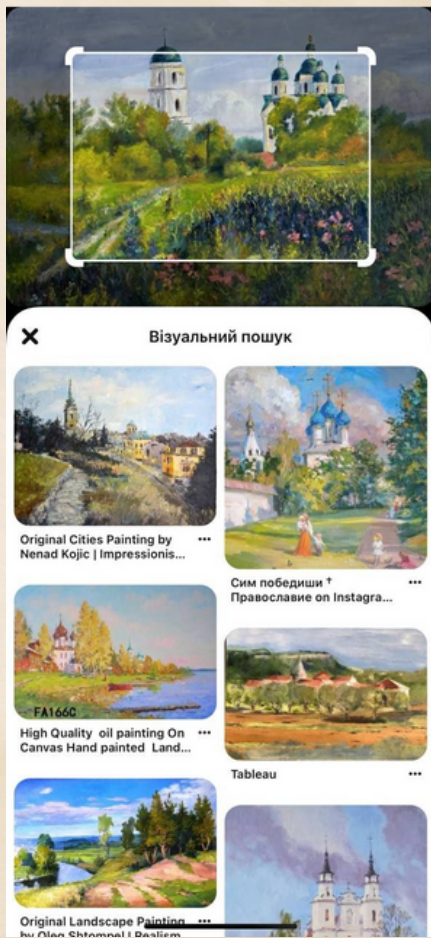 Візуальний пошук
Original Cities Painting by
Nenad Kojic | Impressionis...
Сим победиши †
Православие on Instagra...
FA166C
High Quality oil painting On
Canvas Hand painted Land...
Tableau
Original Landscape Painting
by Oleg Shtompel | Realism